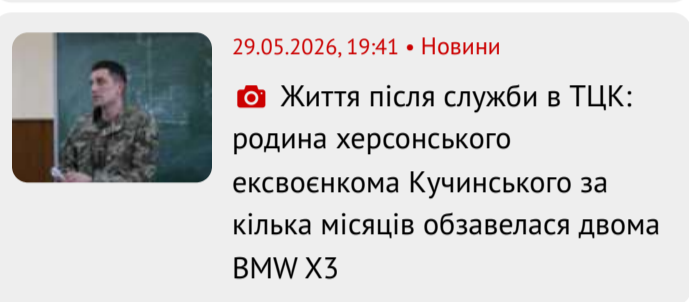 29.05.2026, 19:41 • Новини
Життя після служби в ТЦК:
родина херсонського
ексвоєнкома Кучинського за
кілька місяців обзавелася двома
BMW X3